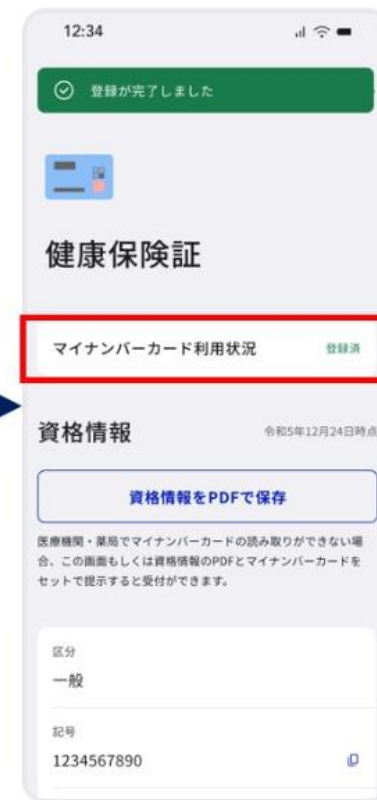 12:34
登録が完了しました
健康保険証
マイナンバーカード利用状況 登録済
資格情報 令和5年12月24日時点
資格情報をPDFで保存
医療機関・薬局でマイナンバーカードの読み取りができない場
合、この画面もしくは資格情報のPDFとマイナンバーカードを
セットで提示すると受付ができます。
区分
一般
記号
1234567890